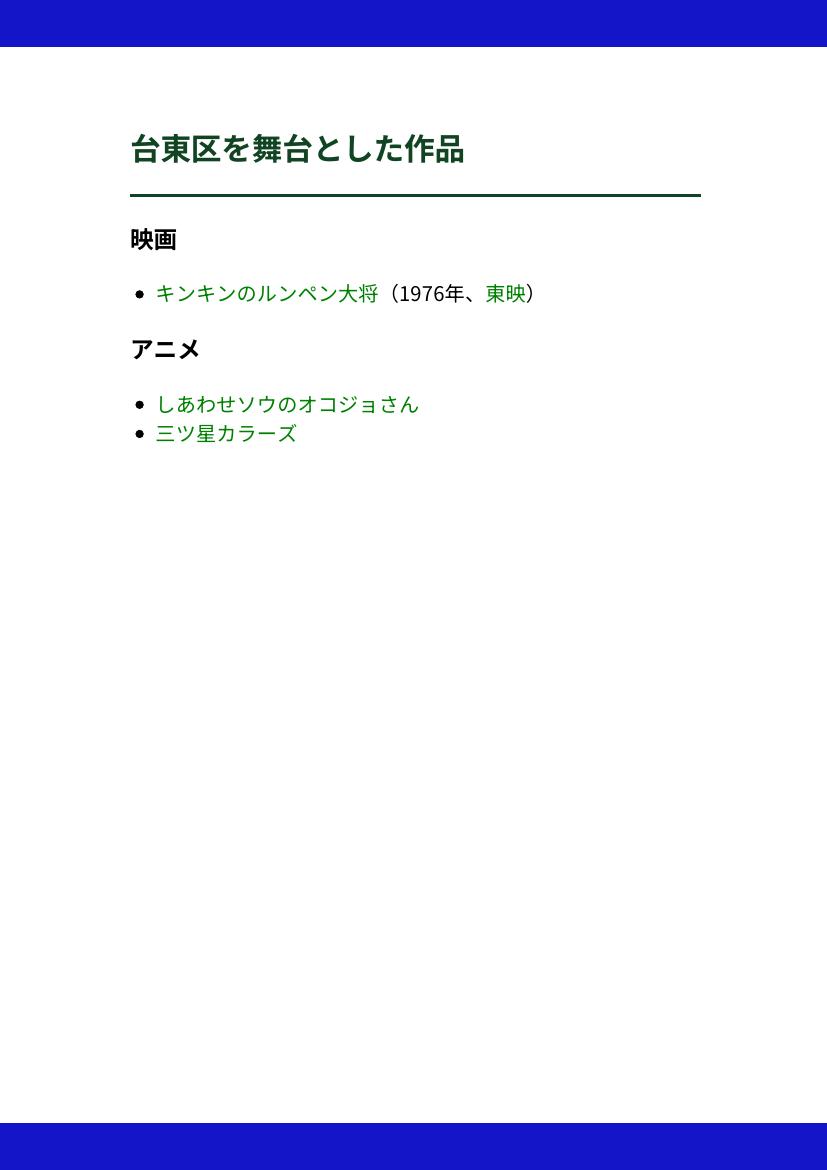 台東区を舞台とした作品
映画
キンキンのルンペン大将（1976年、東映）
アニメ
しあわせソウのオコジョさん
三ツ星カラーズ